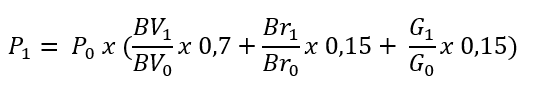 P₁ = P₀ x (BV₁/BV₀ x 0,7 + Br₁/Br₀ x 0,15 + G₁/G₀ x 0,15)